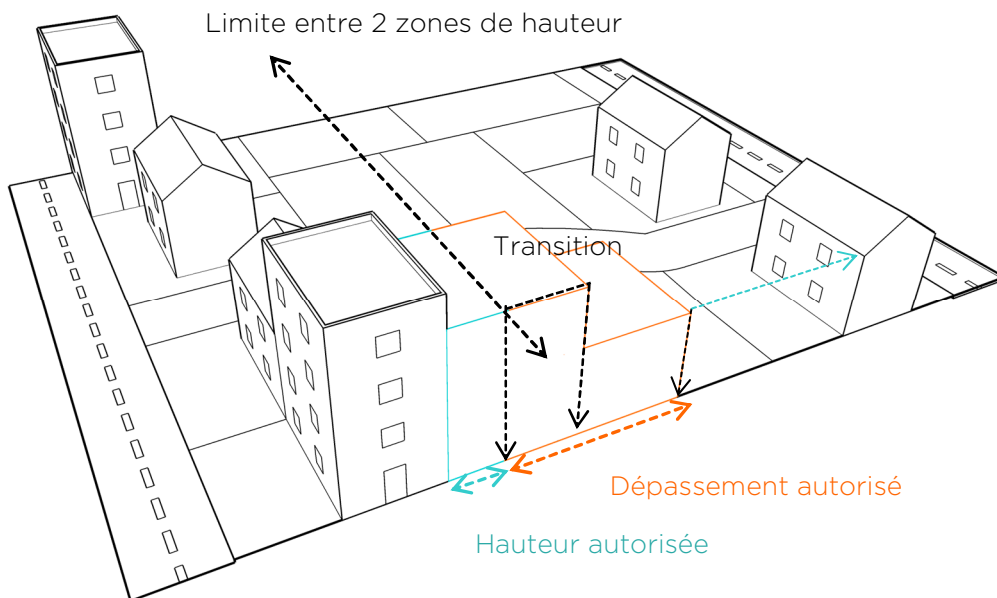 Limite entre 2 zones de hauteur
Transition
Dépassement autorisé
Hauteur autorisée